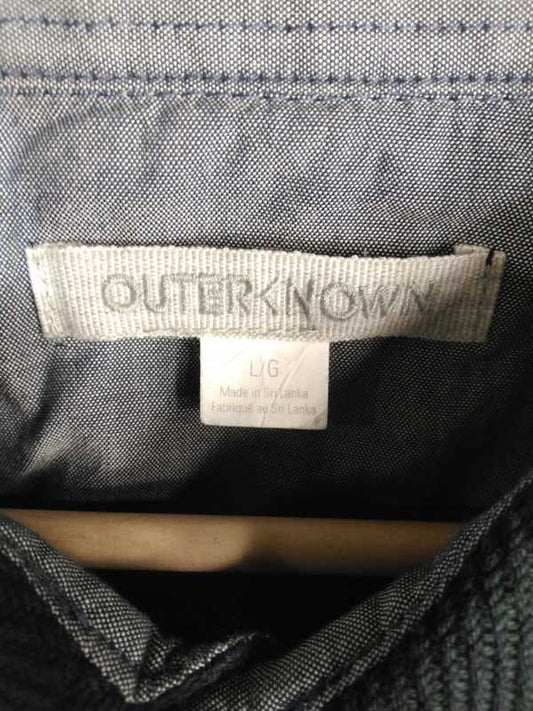 OUTERKNOWN
L/G
Made in Sri Lanka
Fabriqué au Sri Lanka